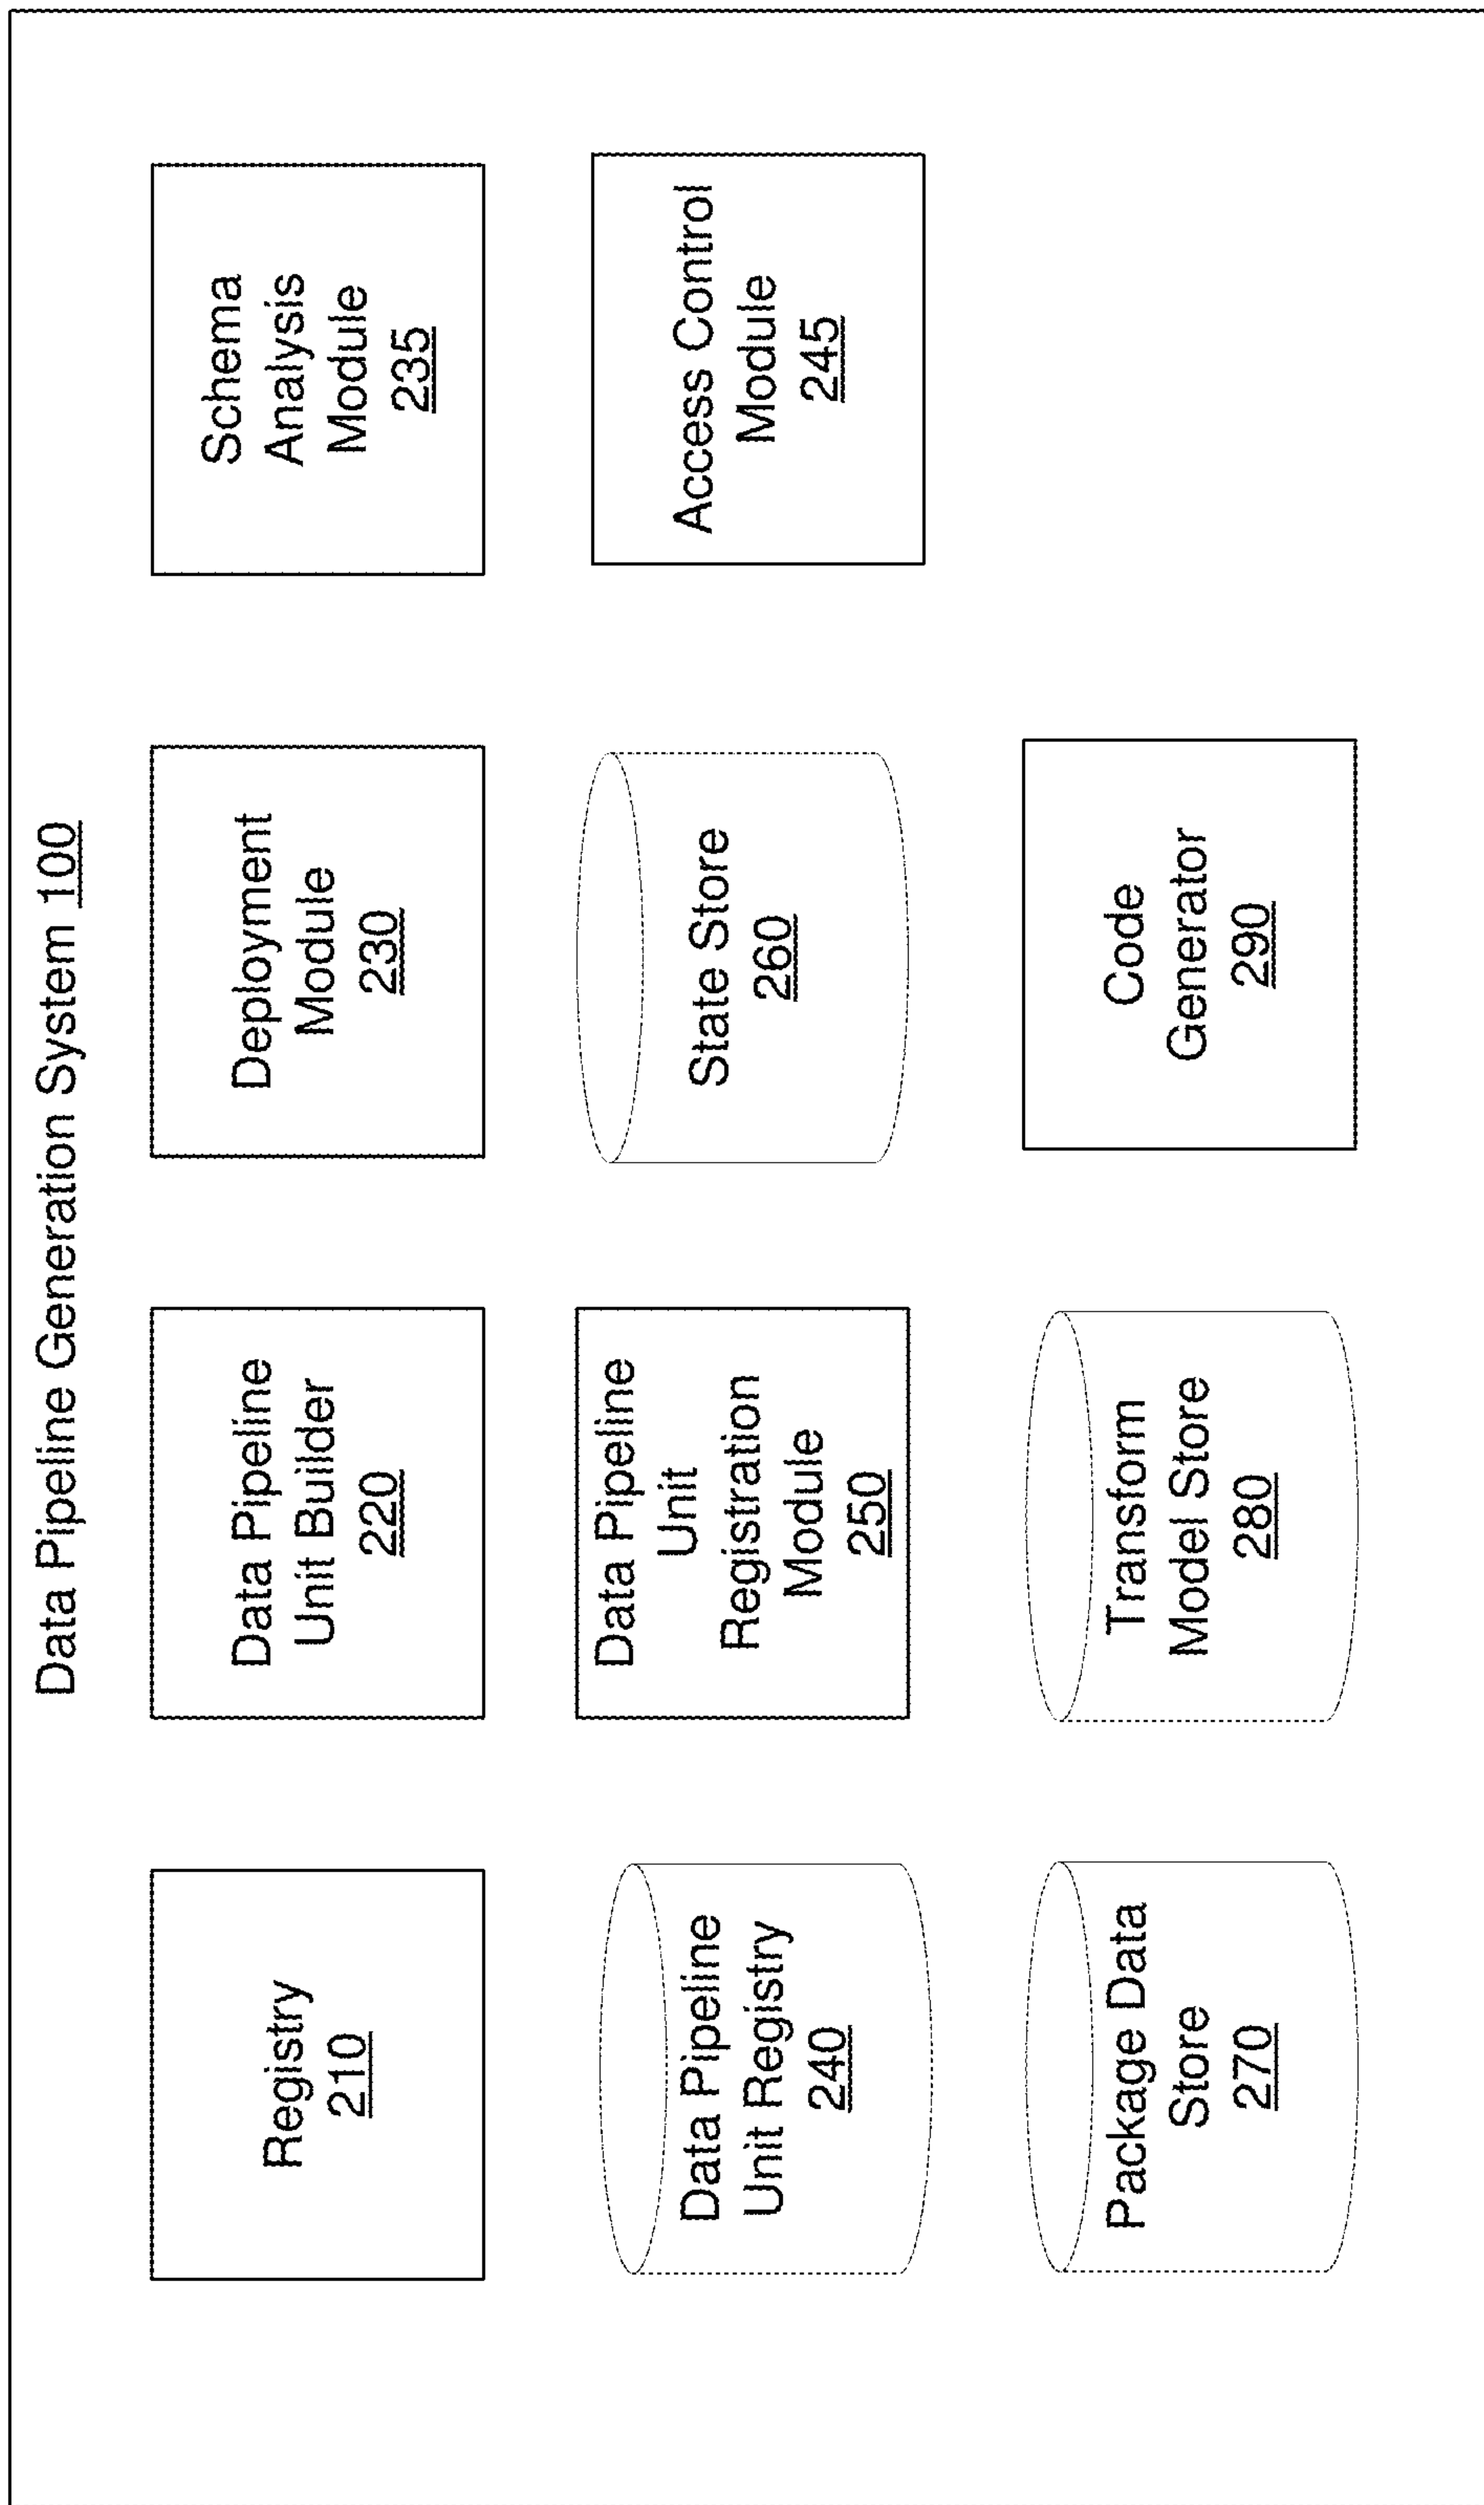 Data Pipeline Generation System 100
Registry
210
Data Pipeline
Unit Builder
220
Deployment
Module
230
Schema
Analysis
Module
235
Data Pipeline
Unit Registry
240
Data Pipeline
Unit
Registration
Module
250
State Store
260
Access Control
Module
245
Package Data
Store
270
Transform
Model Store
280
Code
Generator
290